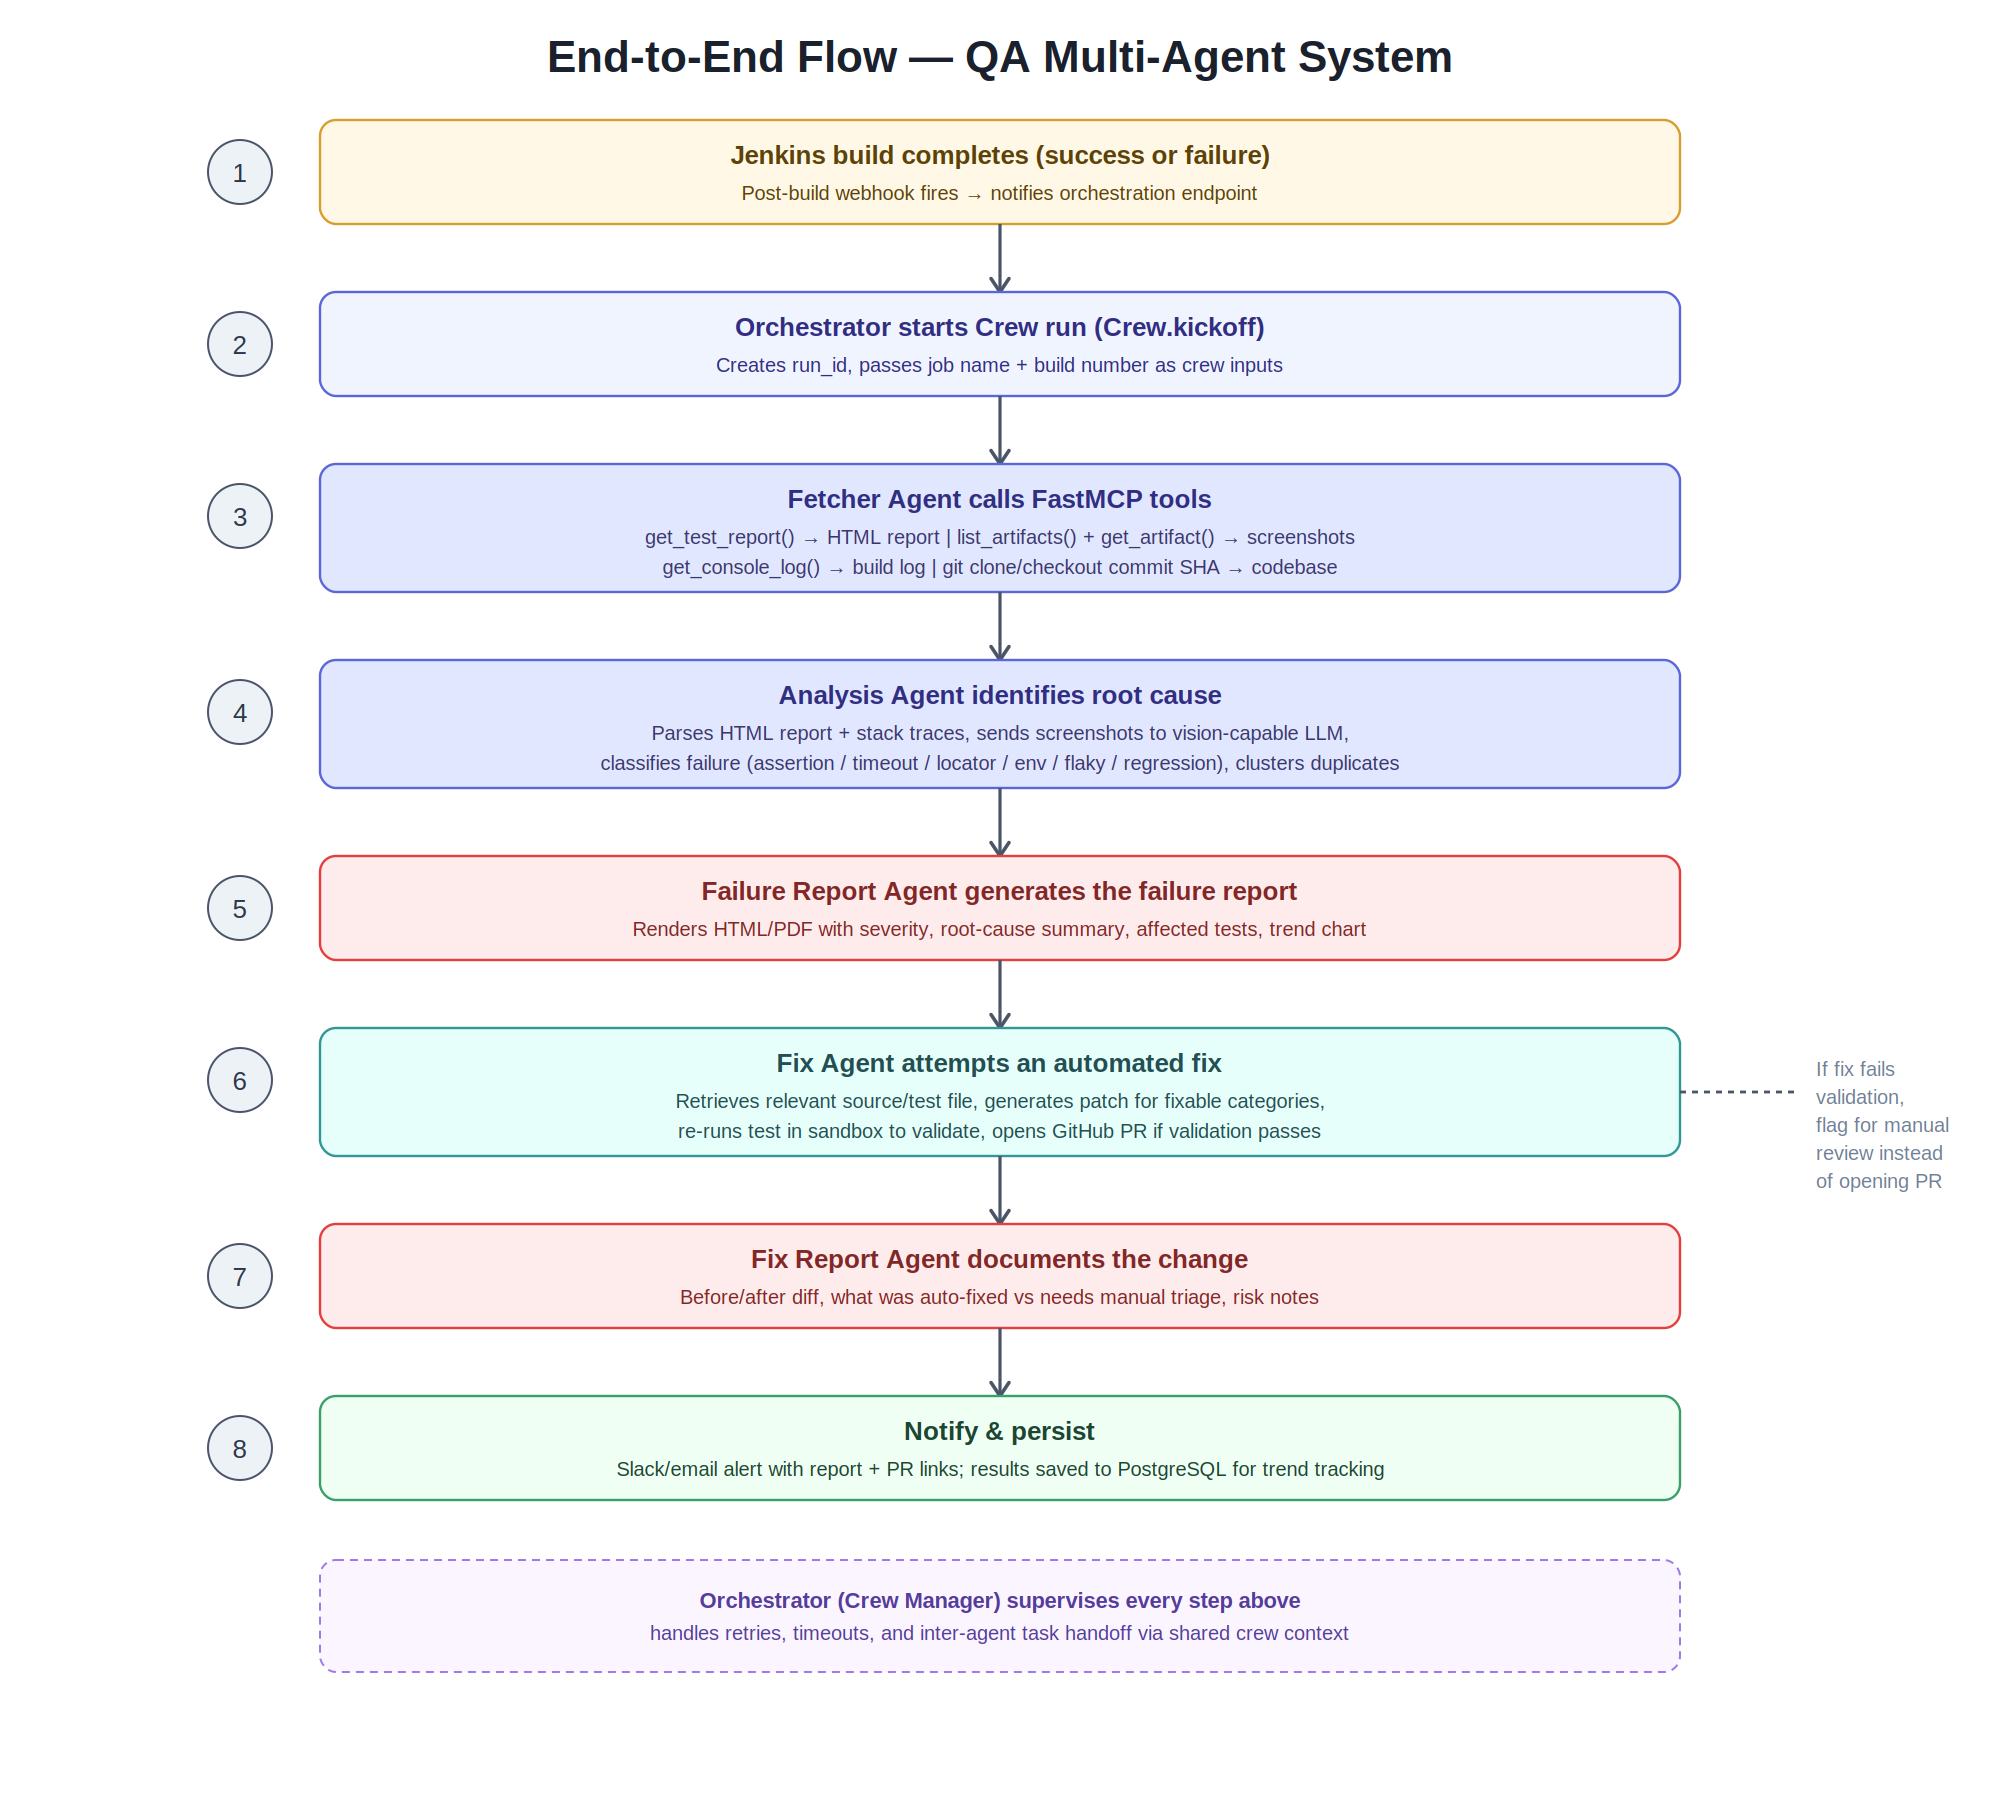 End-to-End Flow — QA Multi-Agent System
1
Jenkins build completes (success or failure)
Post-build webhook fires → notifies orchestration endpoint
2
Orchestrator starts Crew run (Crew.kickoff)
Creates run_id, passes job name + build number as crew inputs
3
Fetcher Agent calls FastMCP tools
get_test_report() → HTML report | list_artifacts() + get_artifact() → screenshots
get_console_log() → build log | git clone/checkout commit SHA → codebase
4
Analysis Agent identifies root cause
Parses HTML report + stack traces, sends screenshots to vision-capable LLM,
classifies failure (assertion / timeout / locator / env / flaky / regression), clusters duplicates
5
Failure Report Agent generates the failure report
Renders HTML/PDF with severity, root-cause summary, affected tests, trend chart
6
Fix Agent attempts an automated fix
Retrieves relevant source/test file, generates patch for fixable categories,
re-runs test in sandbox to validate, opens GitHub PR if validation passes
If fix fails
validation,
flag for manual
review instead
of opening PR
7
Fix Report Agent documents the change
Before/after diff, what was auto-fixed vs needs manual triage, risk notes
8
Notify & persist
Slack/email alert with report + PR links; results saved to PostgreSQL for trend tracking
Orchestrator (Crew Manager) supervises every step above
handles retries, timeouts, and inter-agent task handoff via shared crew context